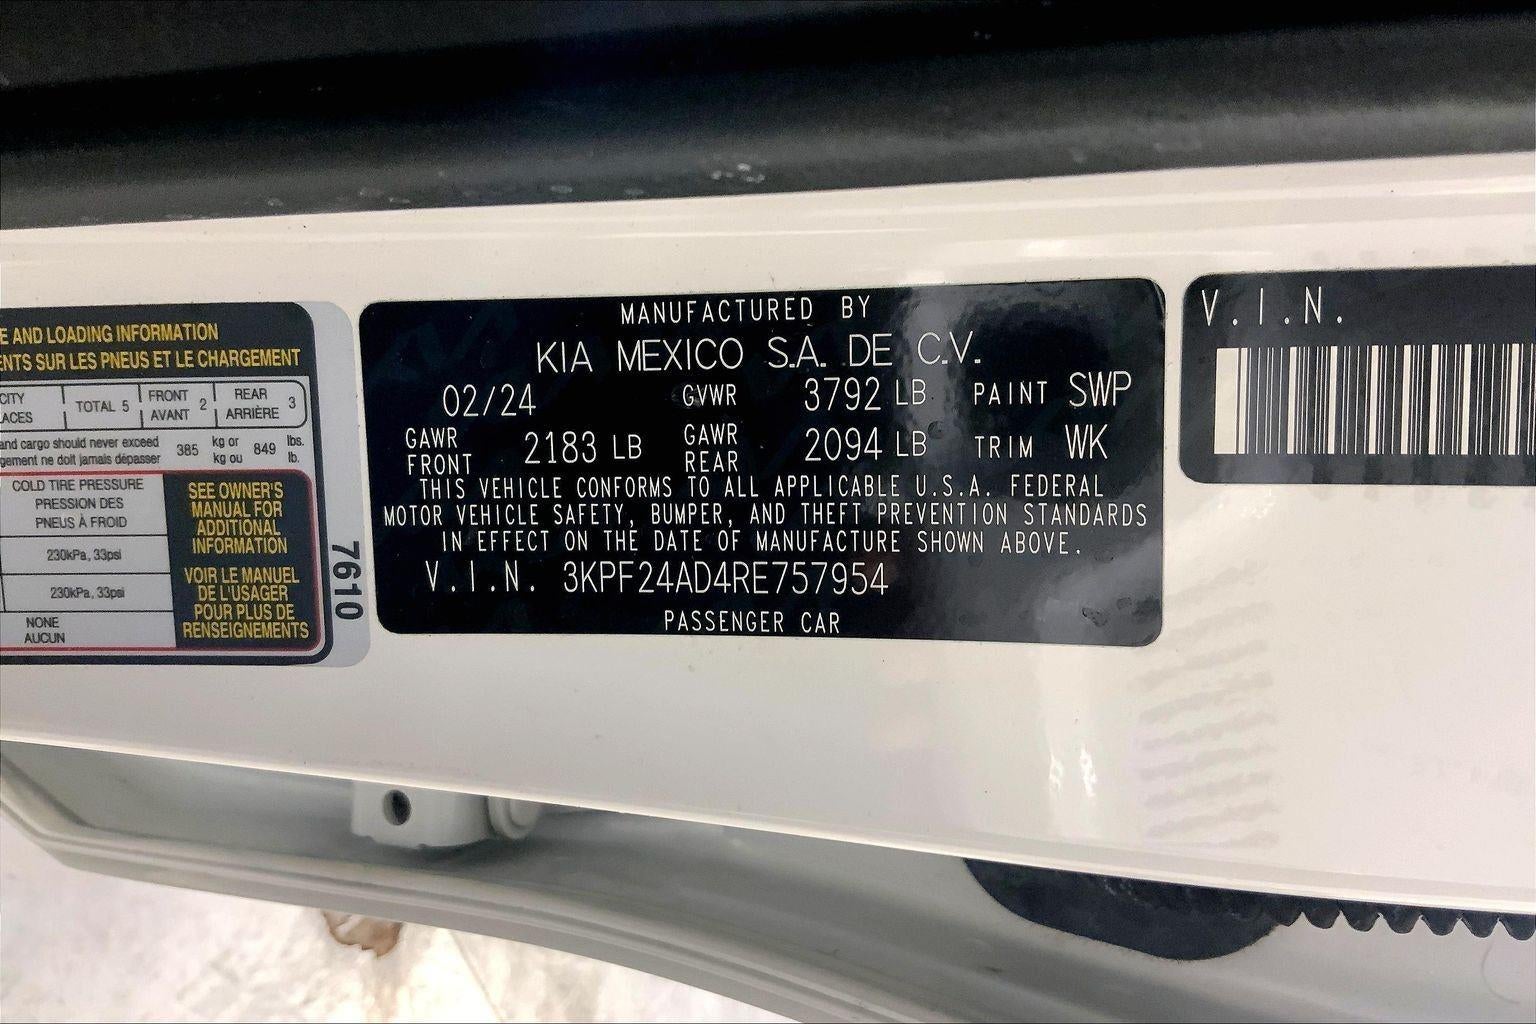 E AND LOADING INFORMATION
ENTS SUR LES PNEUS ET LE CHARGEMENT
CITY
ACES
TOTAL 5
FRONT
AVANT 2
REAR
ARRIÈRE 3
and cargo should never exceed
gement ne doit jamais dépasser
385 kg or
kg ou
849 lbs.
lb.
COLD TIRE PRESSURE
PRESSION DES
PNEUS À FROID
230kPa, 33psi
230kPa, 33psi
NONE
AUCUN
SEE OWNER'S
MANUAL FOR
ADDITIONAL
INFORMATION
VOIR LE MANUEL
DE L'USAGER
POUR PLUS DE
RENSEIGNEMENTS
7610
MANUFACTURED BY
KIA MEXICO S.A. DE C.V.
02/24 GVWR 3792 LB PAINT SWP
GAWR FRONT 2183 LB GAWR REAR 2094 LB TRIM WK
THIS VEHICLE CONFORMS TO ALL APPLICABLE U.S.A. FEDERAL
MOTOR VEHICLE SAFETY, BUMPER, AND THEFT PREVENTION STANDARDS
IN EFFECT ON THE DATE OF MANUFACTURE SHOWN ABOVE.
V.I.N. 3KPF24AD4RE757954
PASSENGER CAR
V.I.N.